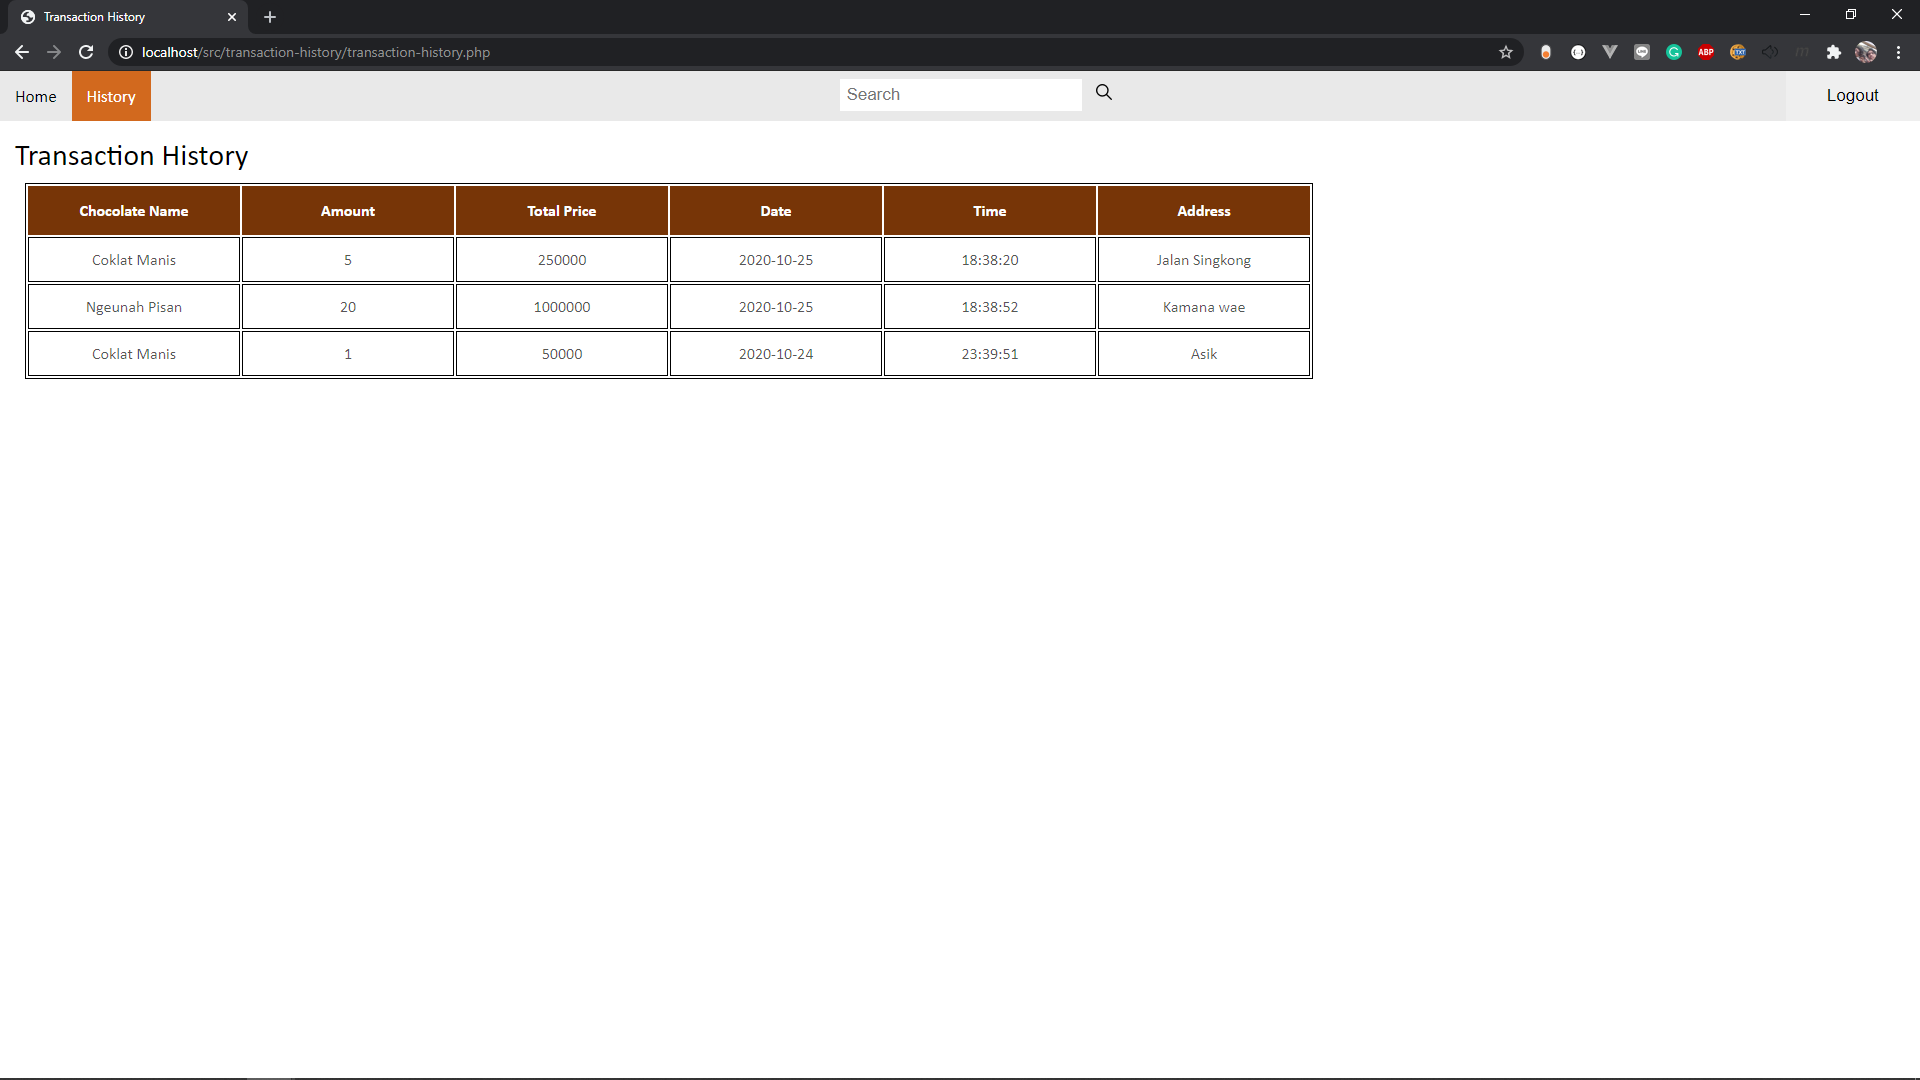 Transaction History
localhost/src/transaction-history/transaction-history.php
ABP
Home History Search Logout
Transaction History
Chocolate Name Amount Total Price Date Time Address
Coklat Manis 5 250000 2020-10-25 18:38:20 Jalan Singkong
Ngeunah Pisan 20 1000000 2020-10-25 18:38:52 Kamana wae
Coklat Manis 1 50000 2020-10-24 23:39:51 Asik